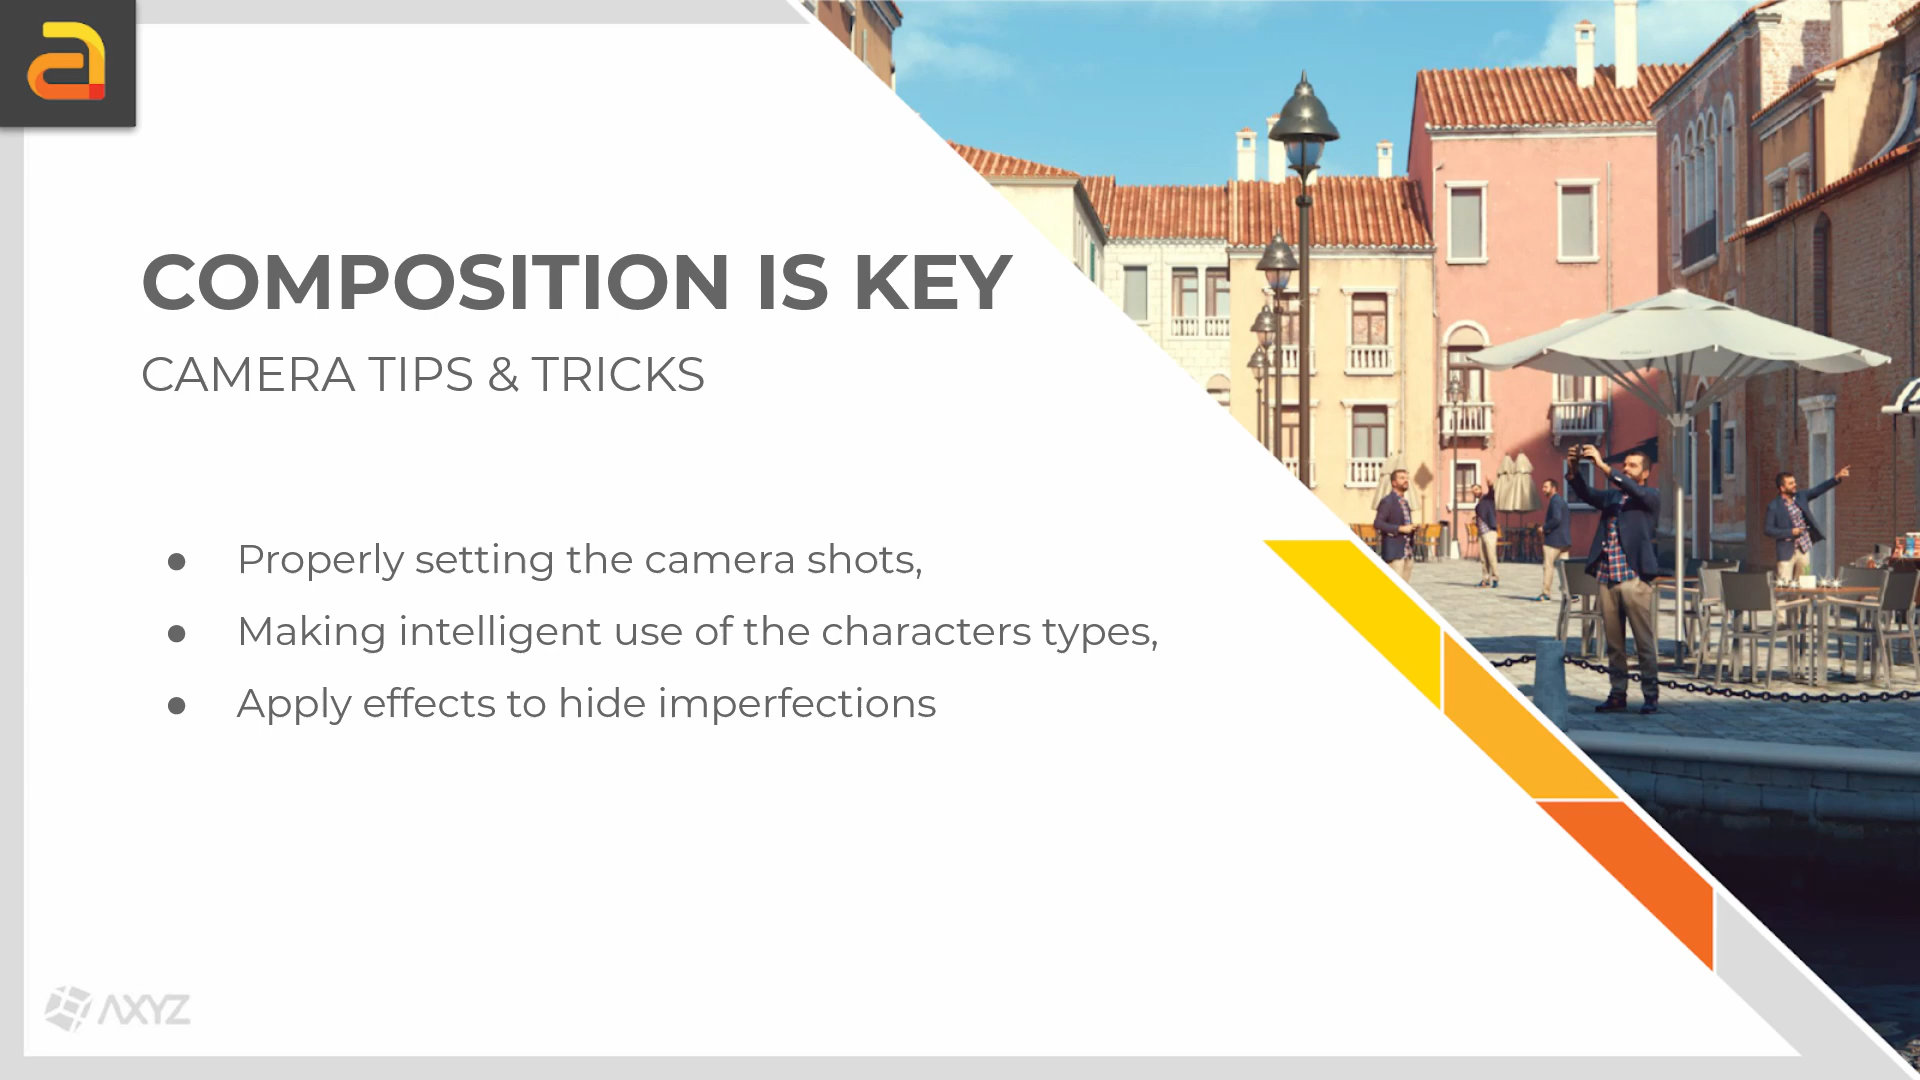 COMPOSITION IS KEY
CAMERA TIPS & TRICKS
● Properly setting the camera shots,
● Making intelligent use of the characters types,
● Apply effects to hide imperfections
AXYZ